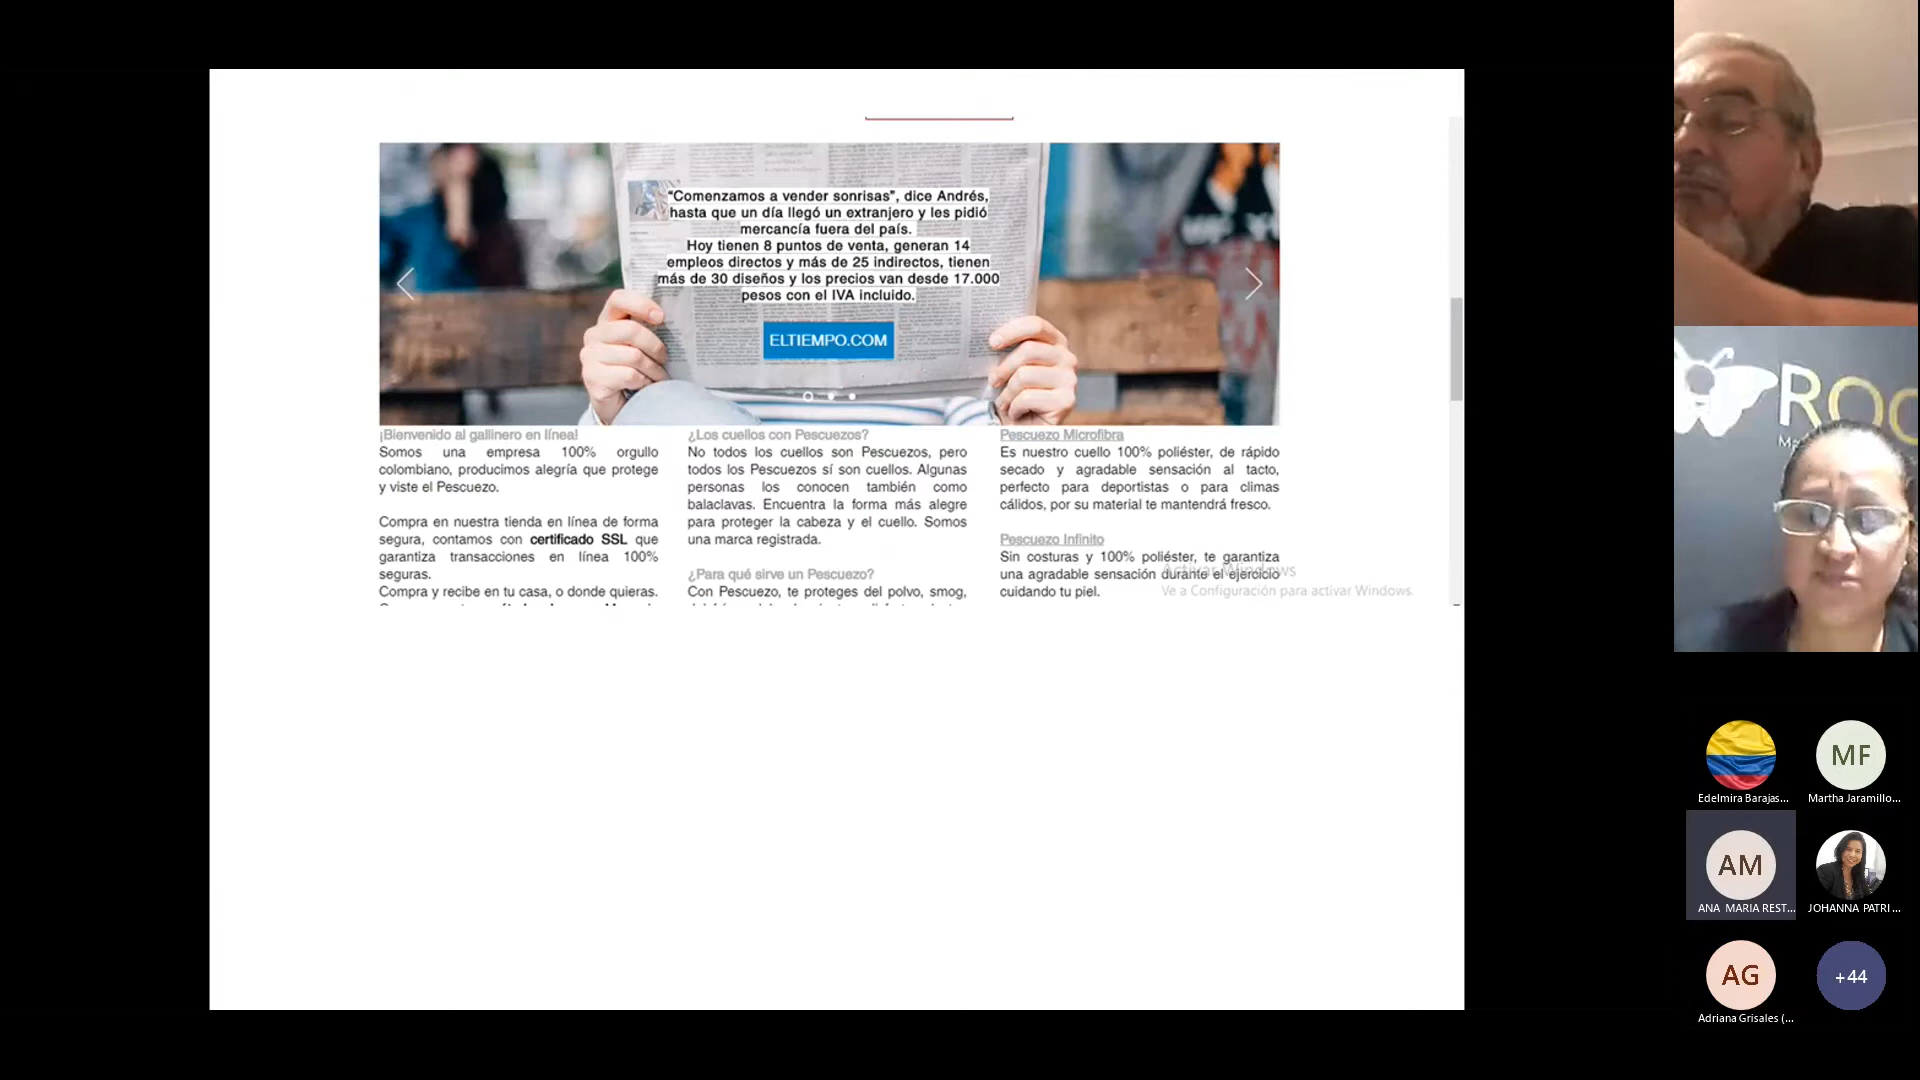 “Comenzamos a vender sonrisas”, dice Andrés,
hasta que un día llegó un extranjero y les pidió
mercancía fuera del país.
Hoy tienen 8 puntos de venta, generan 14
empleos directos y más de 25 indirectos, tienen
más de 30 diseños y los precios van desde 17.000
pesos con el IVA incluido.
ELTIEMPO.COM
¡Bienvenido al gallinero en línea!
Somos una empresa 100% orgullo
colombiano, producimos alegría que protege
y viste el Pescuezo.
Compra en nuestra tienda en línea de forma
segura, contamos con certificado SSL que
garantiza transacciones en línea 100%
seguras.
Compra y recibe en tu casa, o donde quieras.
¿Los cuellos con Pescuezos?
No todos los cuellos son Pescuezos, pero
todos los Pescuezos sí son cuellos. Algunas
personas los conocen también como
balaclavas. Encuentra la forma más alegre
para proteger la cabeza y el cuello. Somos
una marca registrada.
¿Para qué sirve un Pescuezo?
Con Pescuezo, te proteges del polvo, smog,
Pescuezo Microfibra
Es nuestro cuello 100% poliéster, de rápido
secado y agradable sensación al tacto,
perfecto para deportistas o para climas
cálidos, por su material te mantendrá fresco.
Pescuezo Infinito
Sin costuras y 100% poliéster, te garantiza
una agradable sensación durante el ejercicio
cuidando tu piel.
Activar Windows
Ve a Configuración para activar Windows.
ROC
MF
Edelmira Barajas...
Martha Jaramillo...
AM
ANA MARIA REST...
JOHANNA PATRI...
AG
+44
Adriana Grisales (...